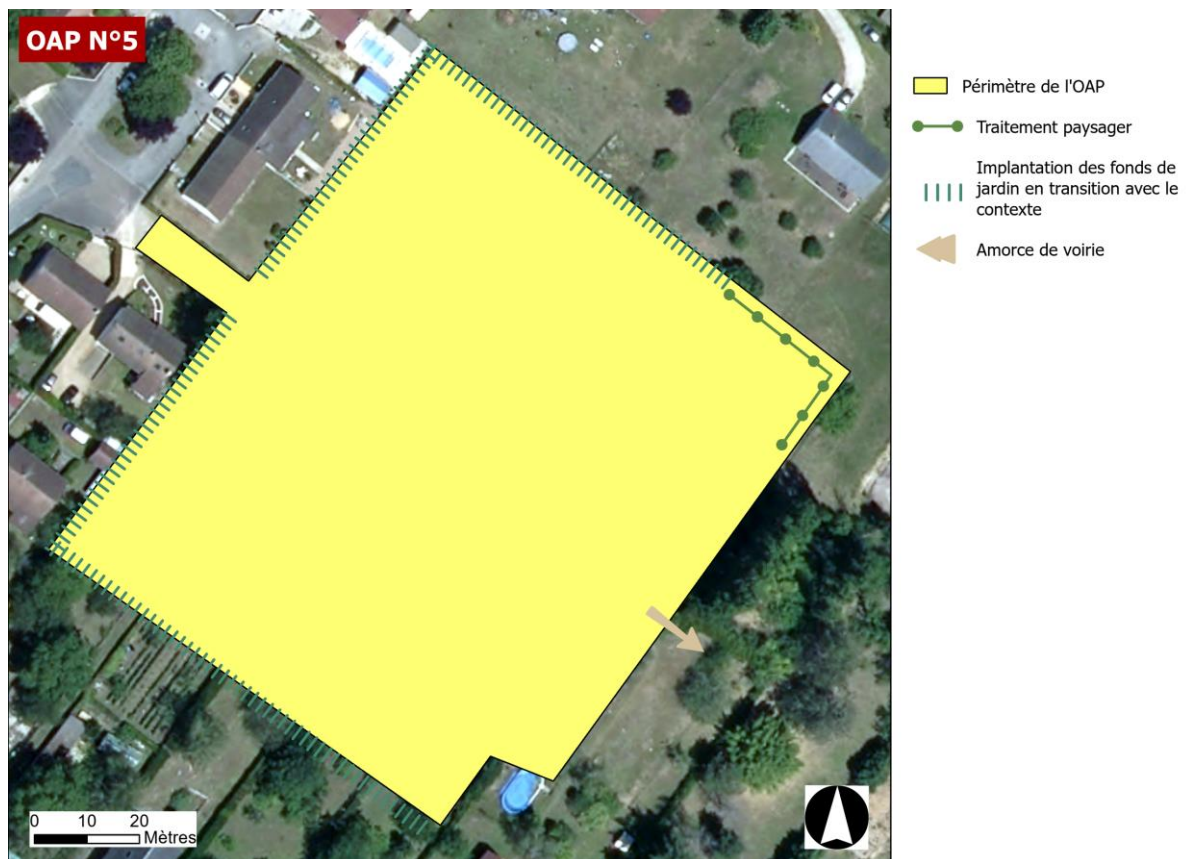 OAP N°5
Périmètre de l'OAP
Traitement paysager
Implantation des fonds de
jardin en transition avec le
contexte
Amorce de voirie
0 10 20
Mètres